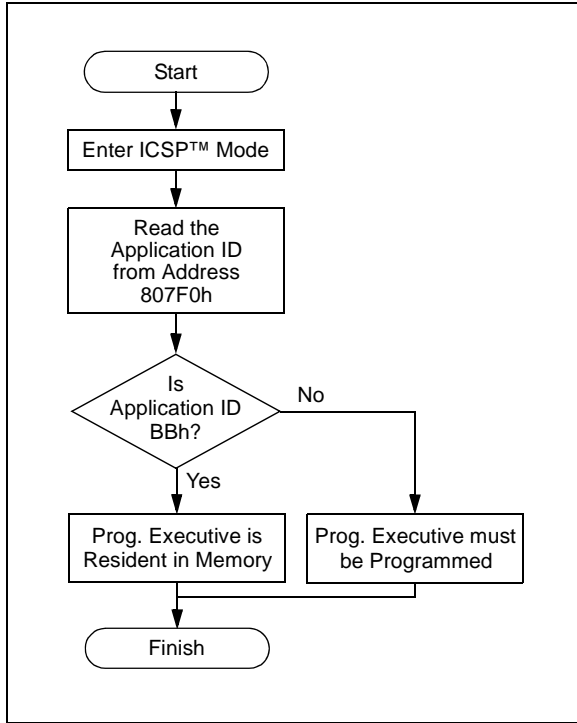 Start
Enter ICSP™ Mode
Read the
Application ID
from Address
807F0h
Is
Application ID
BBh?
No
Yes
Prog. Executive is
Resident in Memory
Prog. Executive must
be Programmed
Finish